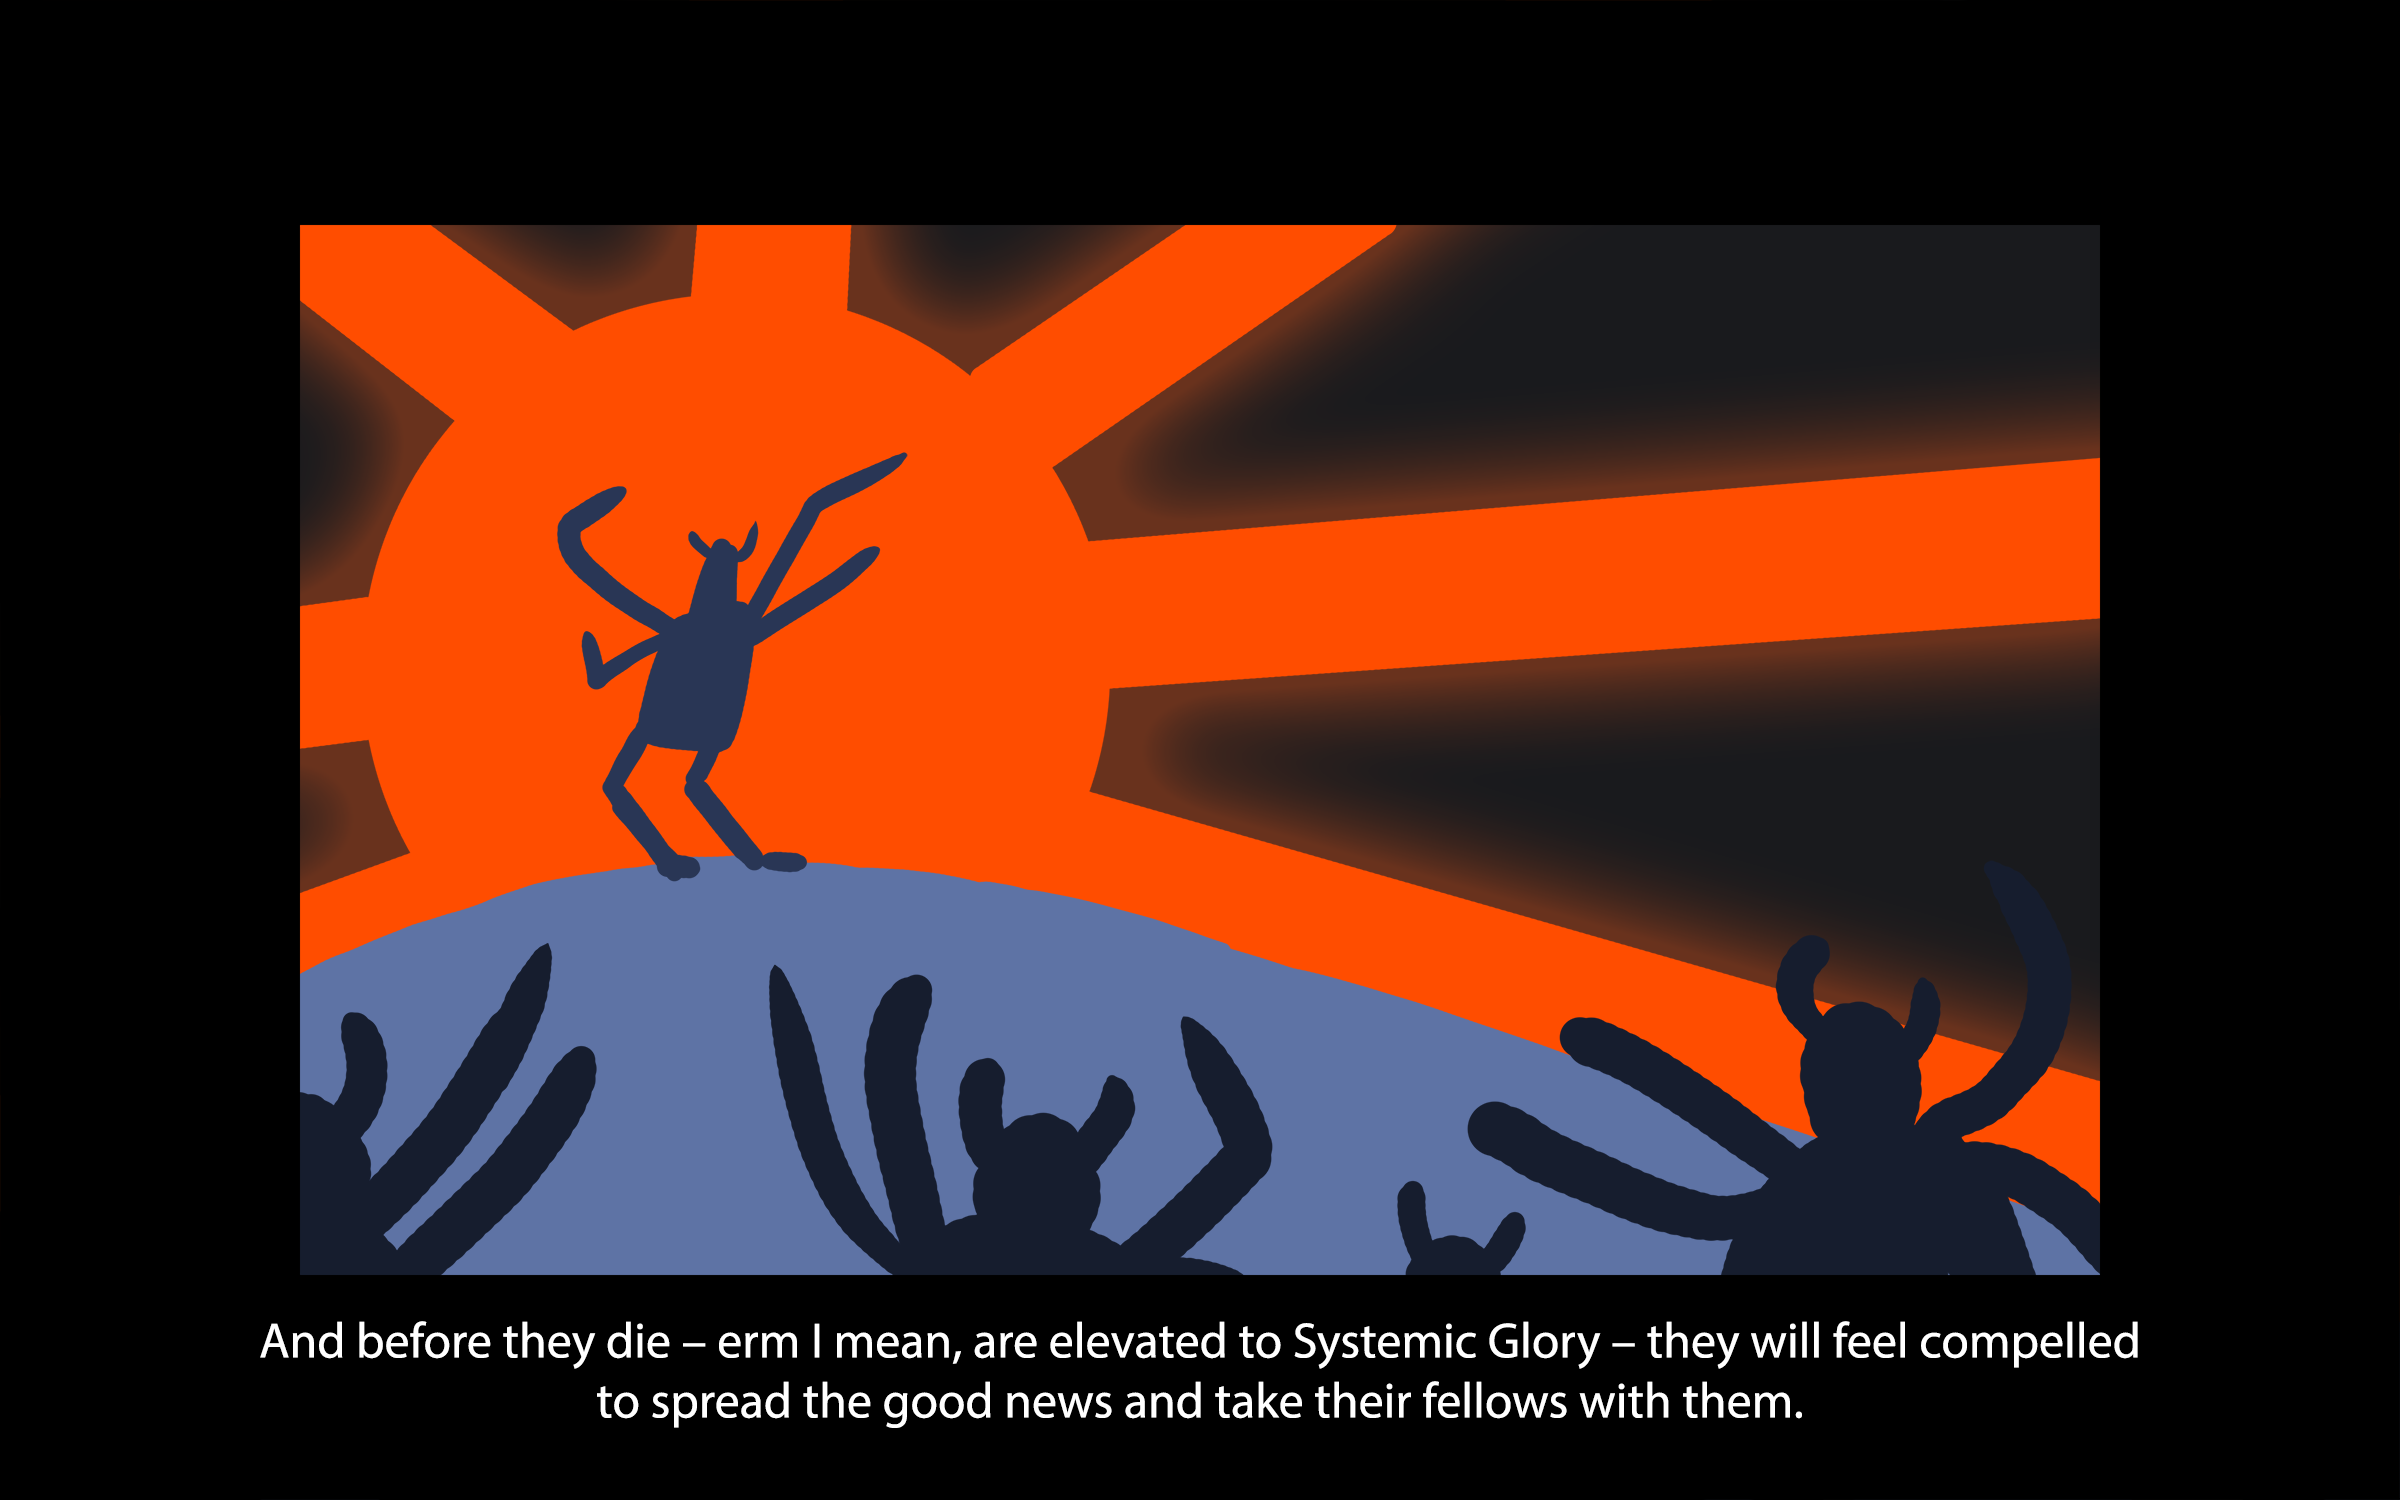 And before they die – erm I mean, are elevated to Systemic Glory – they will feel compelled
to spread the good news and take their fellows with them.